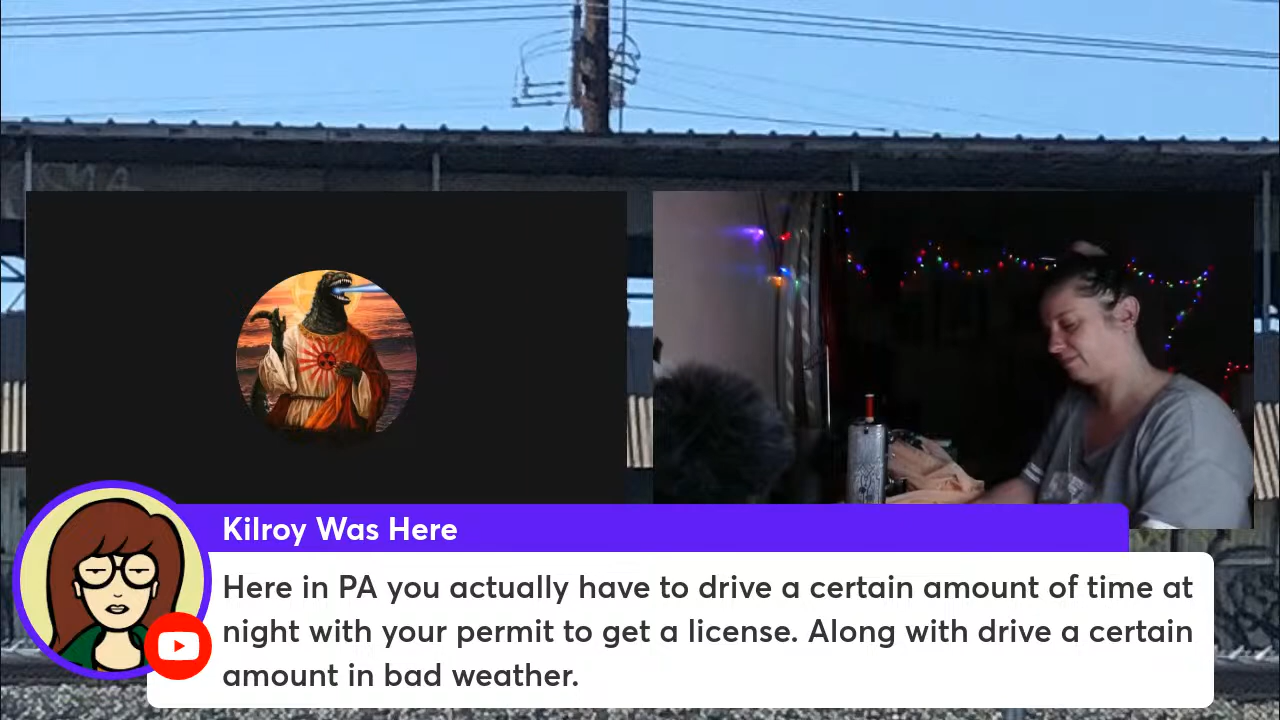 Kilroy Was Here
Here in PA you actually have to drive a certain amount of time at
night with your permit to get a license. Along with drive a certain
amount in bad weather.